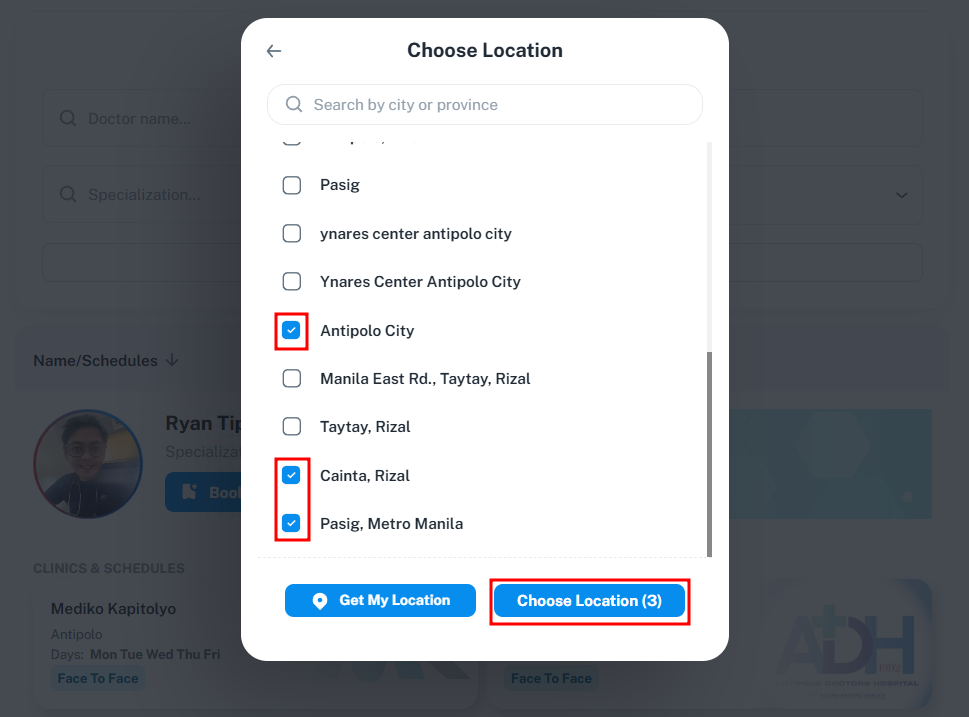 Choose Location
Search by city or province
Pasig
ynares center antipolo city
Ynares Center Antipolo City
Antipolo City
Manila East Rd., Taytay, Rizal
Taytay, Rizal
Cainta, Rizal
Pasig, Metro Manila
Get My Location
Choose Location (3)
Doctor name...
Specialization...
Name/Schedules
Ryan Tip
Specializat
Book
CLINICS & SCHEDULES
Mediko Kapitolyo
Antipolo
Days: Mon Tue Wed Thu Fri
Face To Face
Face To Face
ADH